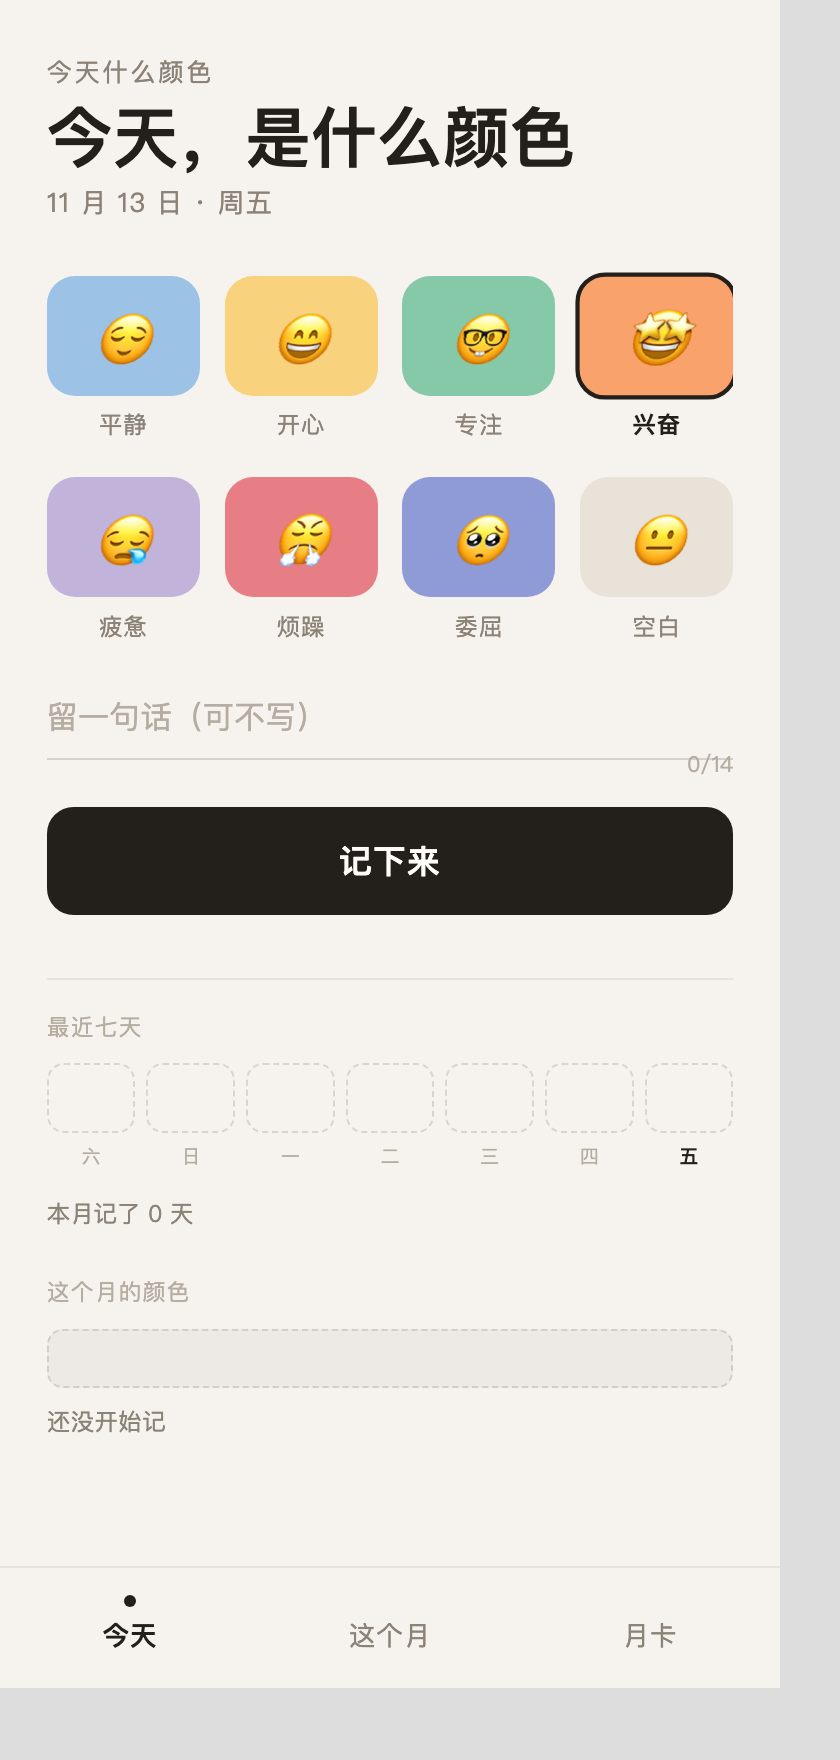 今天什么颜色
今天，是什么颜色
11 月 13 日 · 周五
平静 开心 专注 兴奋
疲惫 烦躁 委屈 空白
留一句话（可不写）
0/14
记下来
最近七天
六 日 一 二 三 四 五
本月记了 0 天
这个月的颜色
还没开始记
今天 这个月 月卡